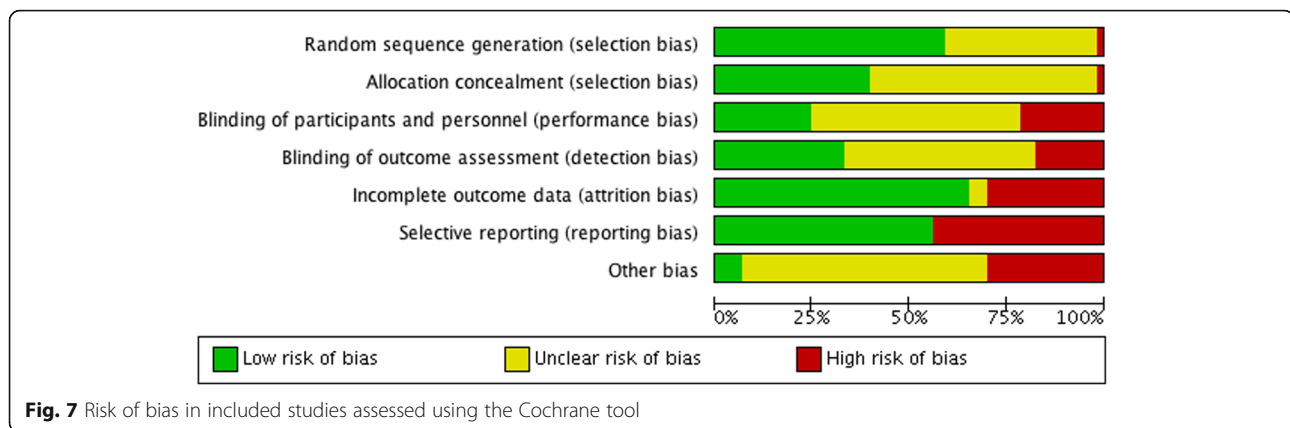 Random sequence generation (selection bias)
Allocation concealment (selection bias)
Blinding of participants and personnel (performance bias)
Blinding of outcome assessment (detection bias)
Incomplete outcome data (attrition bias)
Selective reporting (reporting bias)
Other bias
0% 25% 50% 75% 100%
Low risk of bias Unclear risk of bias High risk of bias
Fig. 7 Risk of bias in included studies assessed using the Cochrane tool